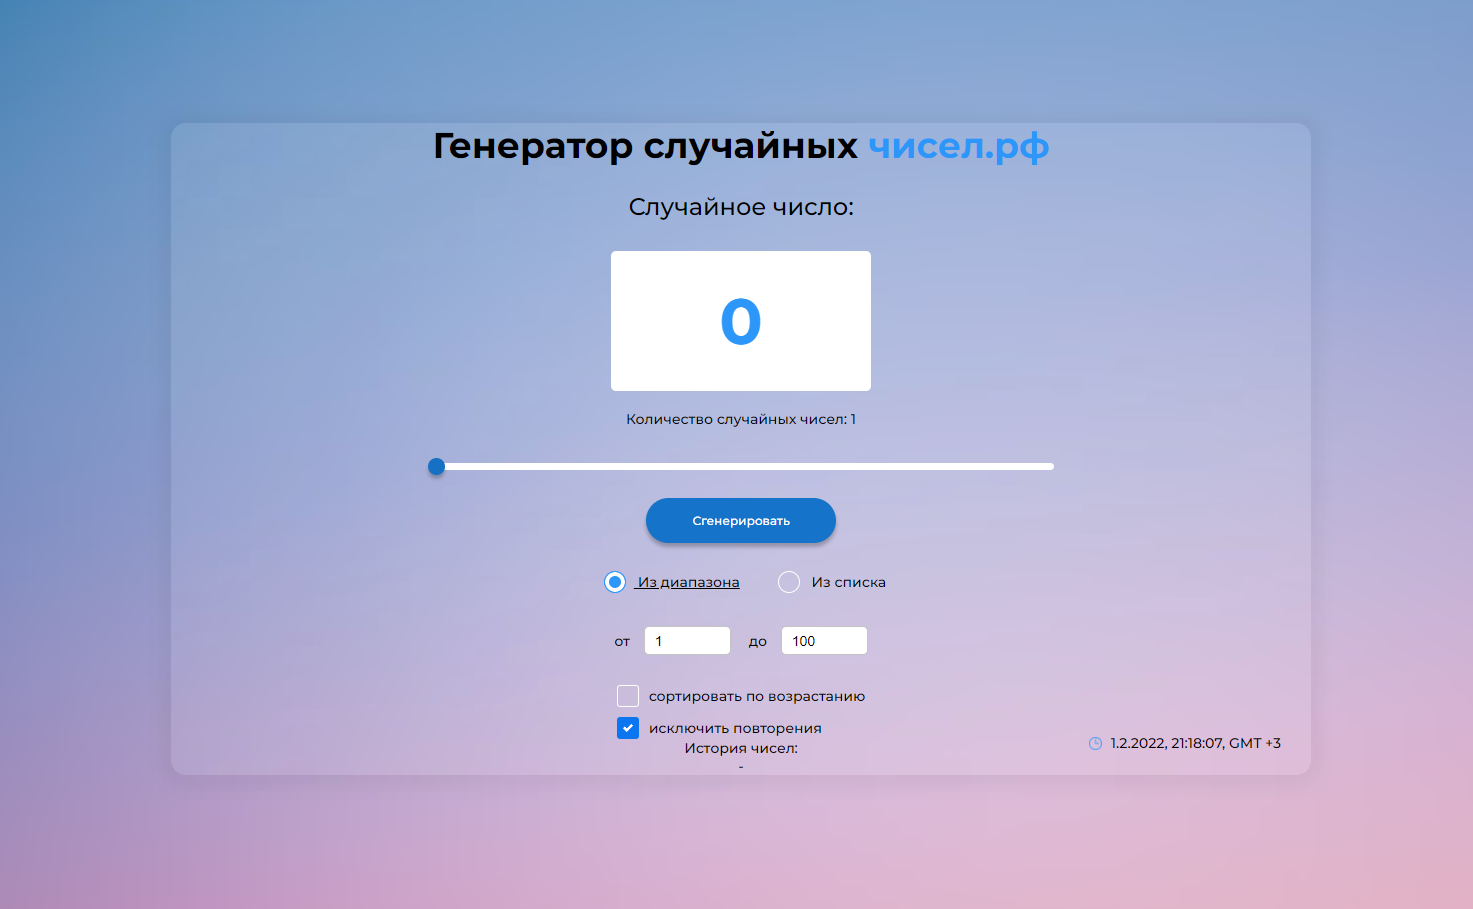 Генератор случайных чисел.рф
Случайное число:
0
Количество случайных чисел: 1
Сгенерировать
Из диапазона Из списка
от 1 до 100
сортировать по возрастанию
исключить повторения
История чисел:
-
1.2.2022, 21:18:07, GMT +3